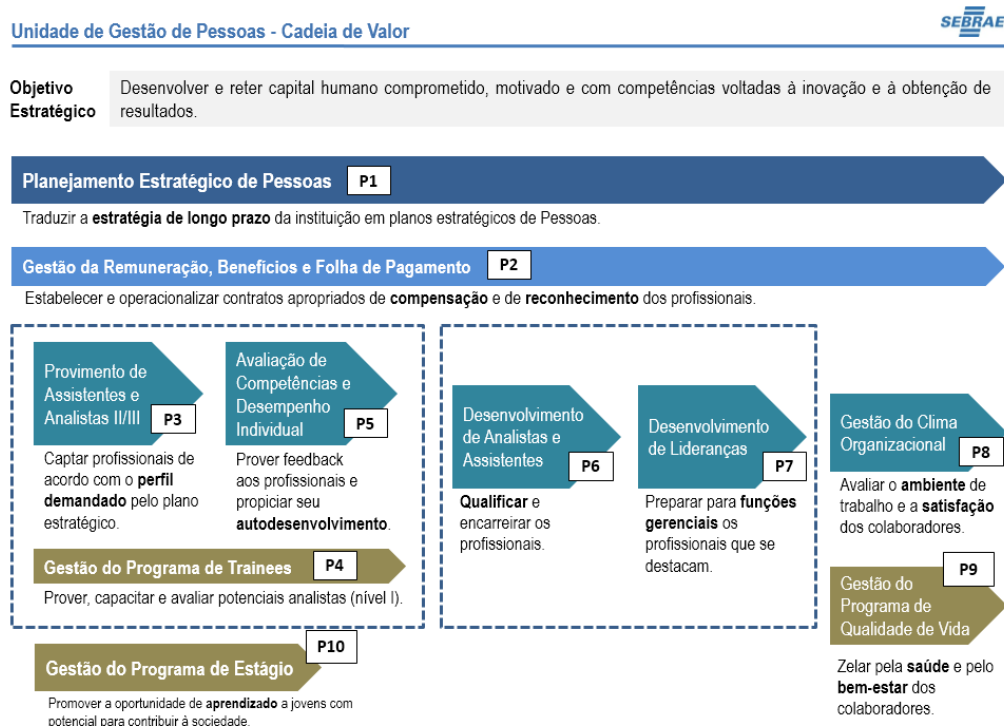 Unidade de Gestão de Pessoas - Cadeia de Valor
SEBRAE
Objetivo
Estratégico
Desenvolver e reter capital humano comprometido, motivado e com competências voltadas à inovação e à obtenção de
resultados.
Planejamento Estratégico de Pessoas
P1
Traduzir a estratégia de longo prazo da instituição em planos estratégicos de Pessoas.
Gestão da Remuneração, Benefícios e Folha de Pagamento
P2
Estabelecer e operacionalizar contratos apropriados de compensação e de reconhecimento dos profissionais.
Provimento de
Assistentes e
Analistas II/III
P3
Captar profissionais de
acordo com o perfil
demandado pelo plano
estratégico.
Avaliação de
Competências e
Desempenho
Individual
P5
Prover feedback
aos profissionais e
propiciar seu
autodesenvolvimento.
Gestão do Programa de Trainees
P4
Prover, capacitar e avaliar potenciais analistas (nível I).
Desenvolvimento
de Analistas e
Assistentes
P6
Qualificar e
encarreirar os
profissionais.
Desenvolvimento
de Lideranças
P7
Preparar para funções
gerenciais os
profissionais que se
destacam.
Gestão do Clima
Organizacional
P8
Avaliar o ambiente de
trabalho e a satisfação
dos colaboradores.
P9
Gestão do
Programa de
Qualidade de Vida
Zelar pela saúde e pelo
bem-estar dos
colaboradores.
P10
Gestão do Programa de Estágio
Promover a oportunidade de aprendizado a jovens com
potencial para contribuir à sociedade.